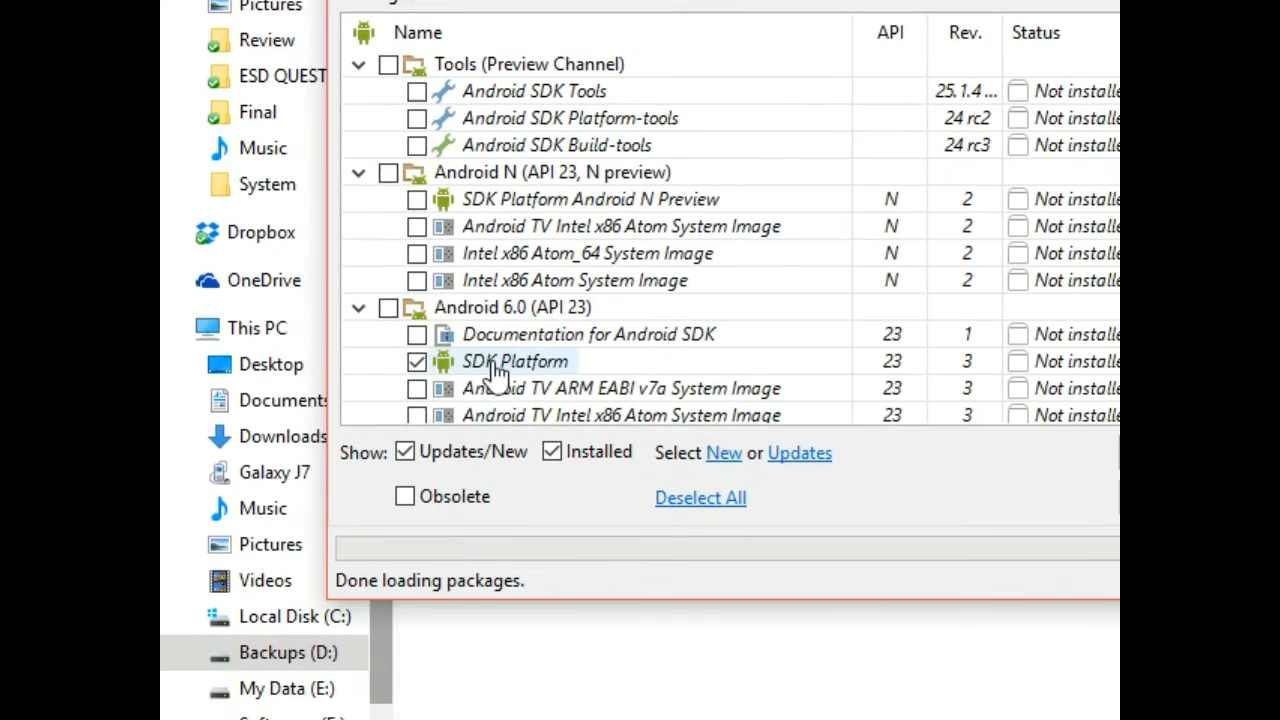 Pictures
Review
ESD QUEST
Final
Music
System
Dropbox
OneDrive
This PC
Desktop
Documents
Downloads
Galaxy J7
Music
Pictures
Videos
Local Disk (C:)
Backups (D:)
My Data (E:)
Name API Rev. Status
Tools (Preview Channel)
Android SDK Tools 25.1.4 ... Not installe
Android SDK Platform-tools 24 rc2 Not installe
Android SDK Build-tools 24 rc3 Not installe
Android N (API 23, N preview)
SDK Platform Android N Preview N 2 Not installe
Android TV Intel x86 Atom System Image N 2 Not installe
Intel x86 Atom_64 System Image N 2 Not installe
Intel x86 Atom System Image N 2 Not installe
Android 6.0 (API 23)
Documentation for Android SDK 23 1 Not installe
SDK Platform 23 3 Not installe
Android TV ARM EABI v7a System Image 23 3 Not installe
Android TV Intel x86 Atom System Image 23 3 Not installe
Show: Updates/New Installed Select New or Updates
Obsolete Deselect All
Done loading packages.